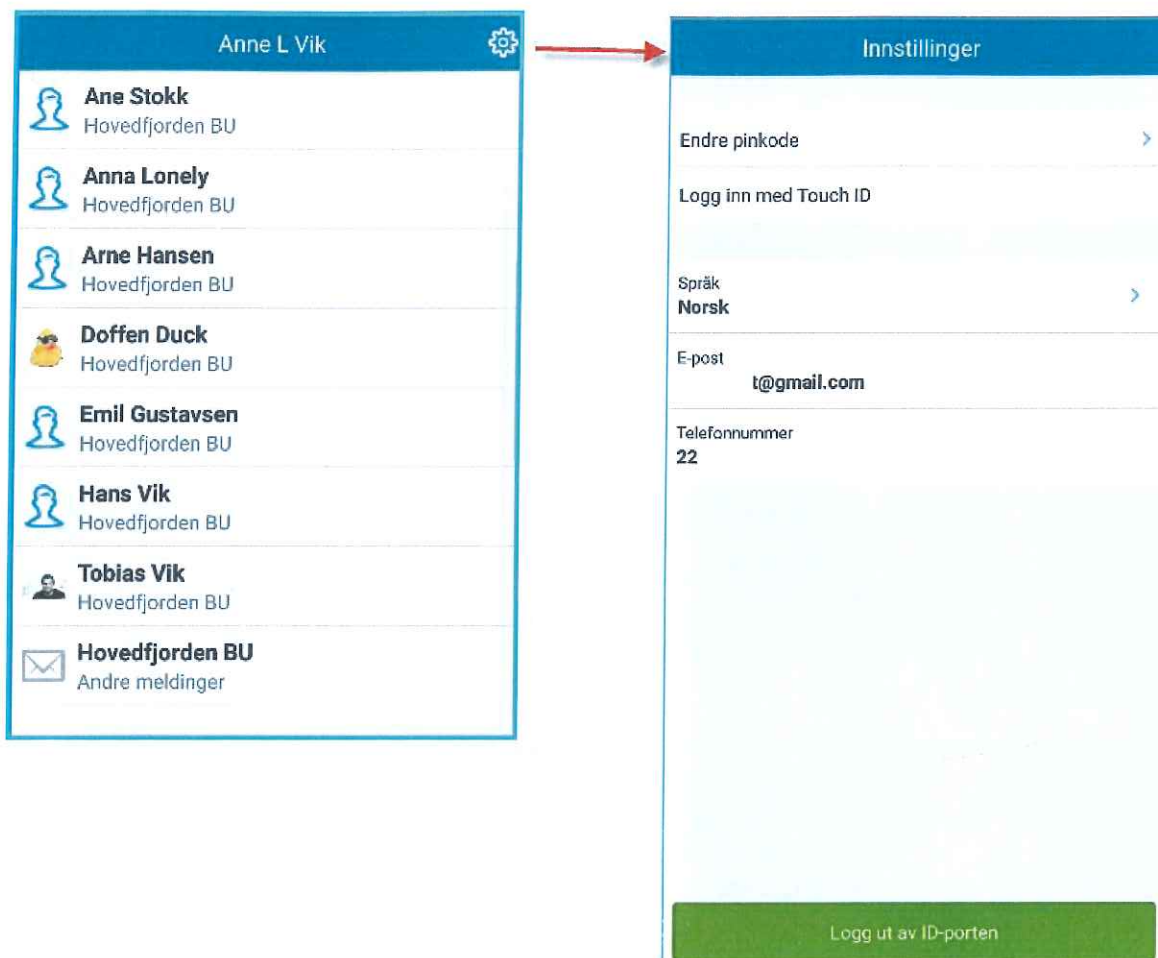 Anne L Vik
Ane Stokk
Hovedfjorden BU
Anna Lonely
Hovedfjorden BU
Arne Hansen
Hovedfjorden BU
Doffen Duck
Hovedfjorden BU
Emil Gustavsen
Hovedfjorden BU
Hans Vik
Hovedfjorden BU
Tobias Vik
Hovedfjorden BU
Hovedfjorden BU
Andre meldinger
Innstillinger
Endre pinkode
Logg inn med Touch ID
Språk
Norsk
E-post
t@gmail.com
Telefonnummer
22
Logg ut av ID-porten